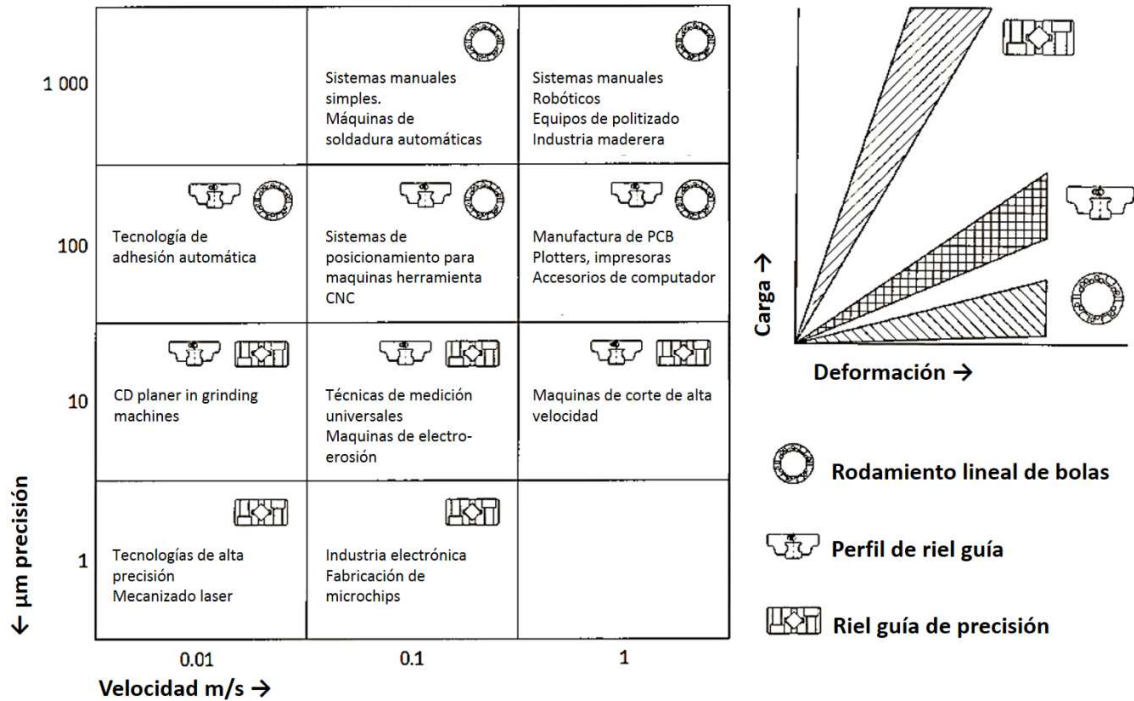 1 000
Sistemas manuales
simples.
Máquinas de
soldadura automáticas
Sistemas manuales
Robóticos
Equipos de politizado
Industria maderera
100
Tecnología de
adhesión automática
Sistemas de
posicionamiento para
maquinas herramienta
CNC
Manufactura de PCB
Plotters, impresoras
Accesorios de computador
10
CD planer in grinding
machines
Técnicas de medición
universales
Maquinas de electro-
erosión
Maquinas de corte de alta
velocidad
1
Tecnologías de alta
precisión
Mecanizado laser
Industria electrónica
Fabricación de
microchips
← μm precisión
0.01
0.1
1
Velocidad m/s →
Carga →
Deformación →
Rodamiento lineal de bolas
Perfil de riel guía
Riel guía de precisión